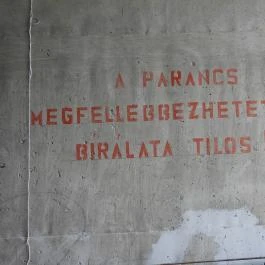 A PARANCS
MEGFELLEBBEZHETET
BIRALATA TILOS